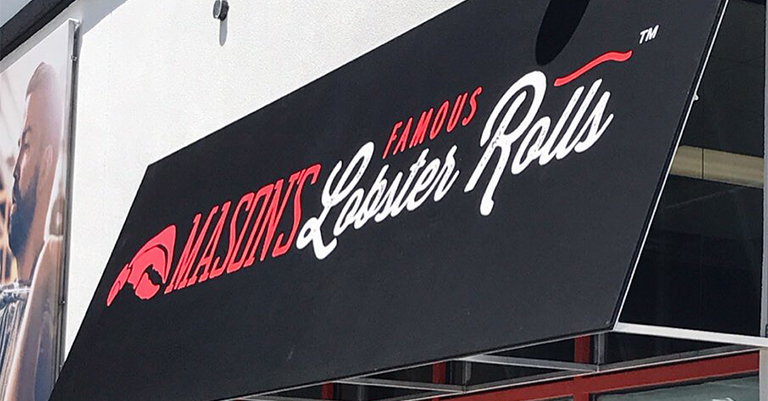 MASON'S FAMOUS
Lobster Rolls ™